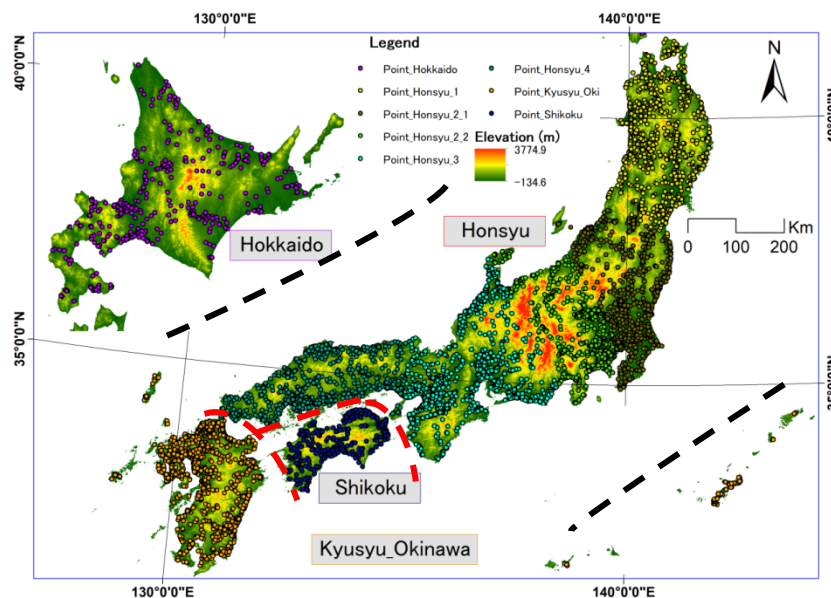 130°0'0"E
140°0'0"E
40°0'0"N
Legend
N
Point_Hokkaido
Point_Honsyu_4
Point_Honsyu_1
Point_Kyusyu_Oki
Point_Honsyu_2_1
Point_Shikoku
Point_Honsyu_2_2
Elevation (m)
Point_Honsyu_3
3774.9
-134.6
Honsyu
Km
0 100 200
Hokkaido
35°0'0"N
Shikoku
Kyusyu_Okinawa
130°0'0"E
140°0'0"E